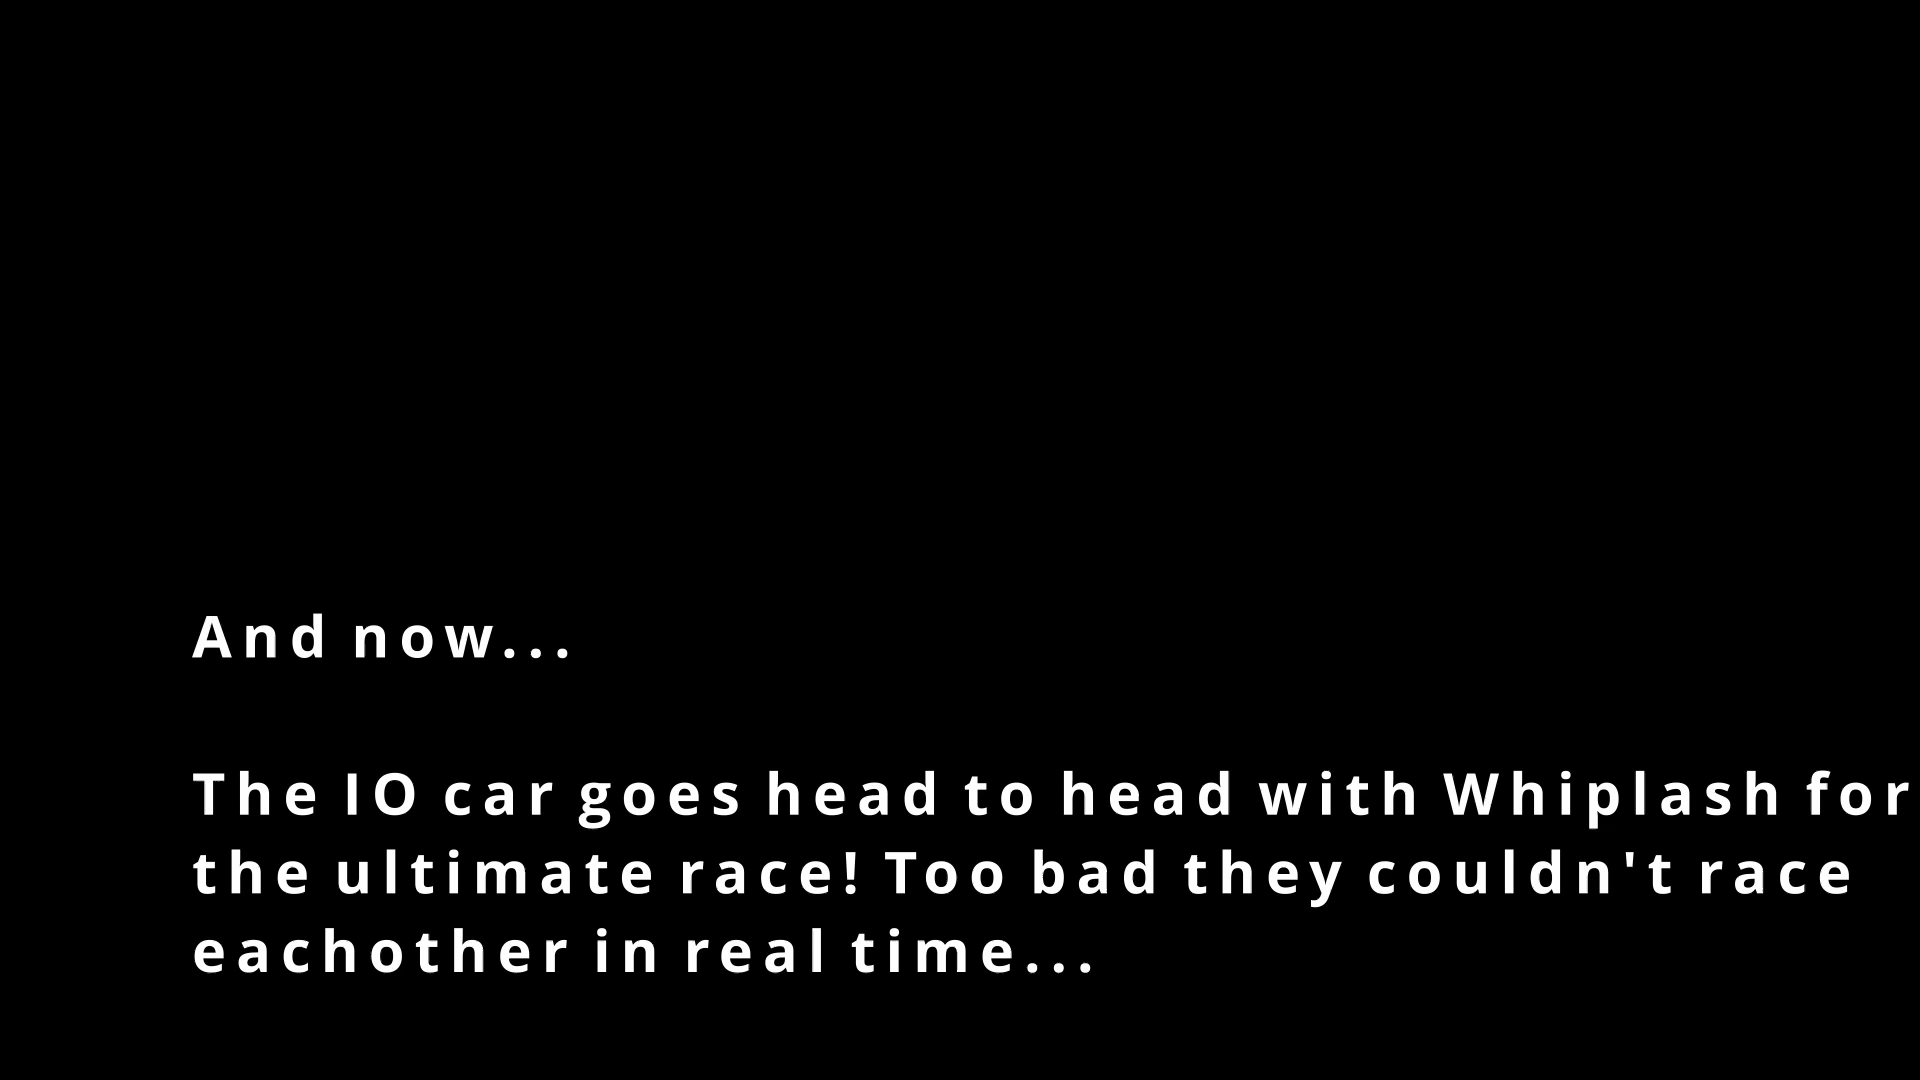 And now...
The IO car goes head to head with Whiplash for
the ultimate race! Too bad they couldn't race
eachother in real time...